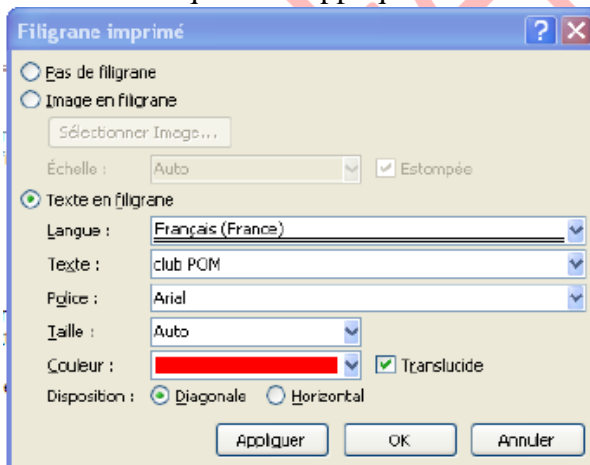 Filigrane imprimé
Pas de filigrane
Image en filigrane
Sélectionner Image...
Échelle : Auto Estompée
Texte en filigrane
Langue : Français (France)
Texte : club POM
Police : Arial
Taille : Auto
Couleur : Translucide
Disposition : Diagonale Horizontal
Appliquer OK Annuler